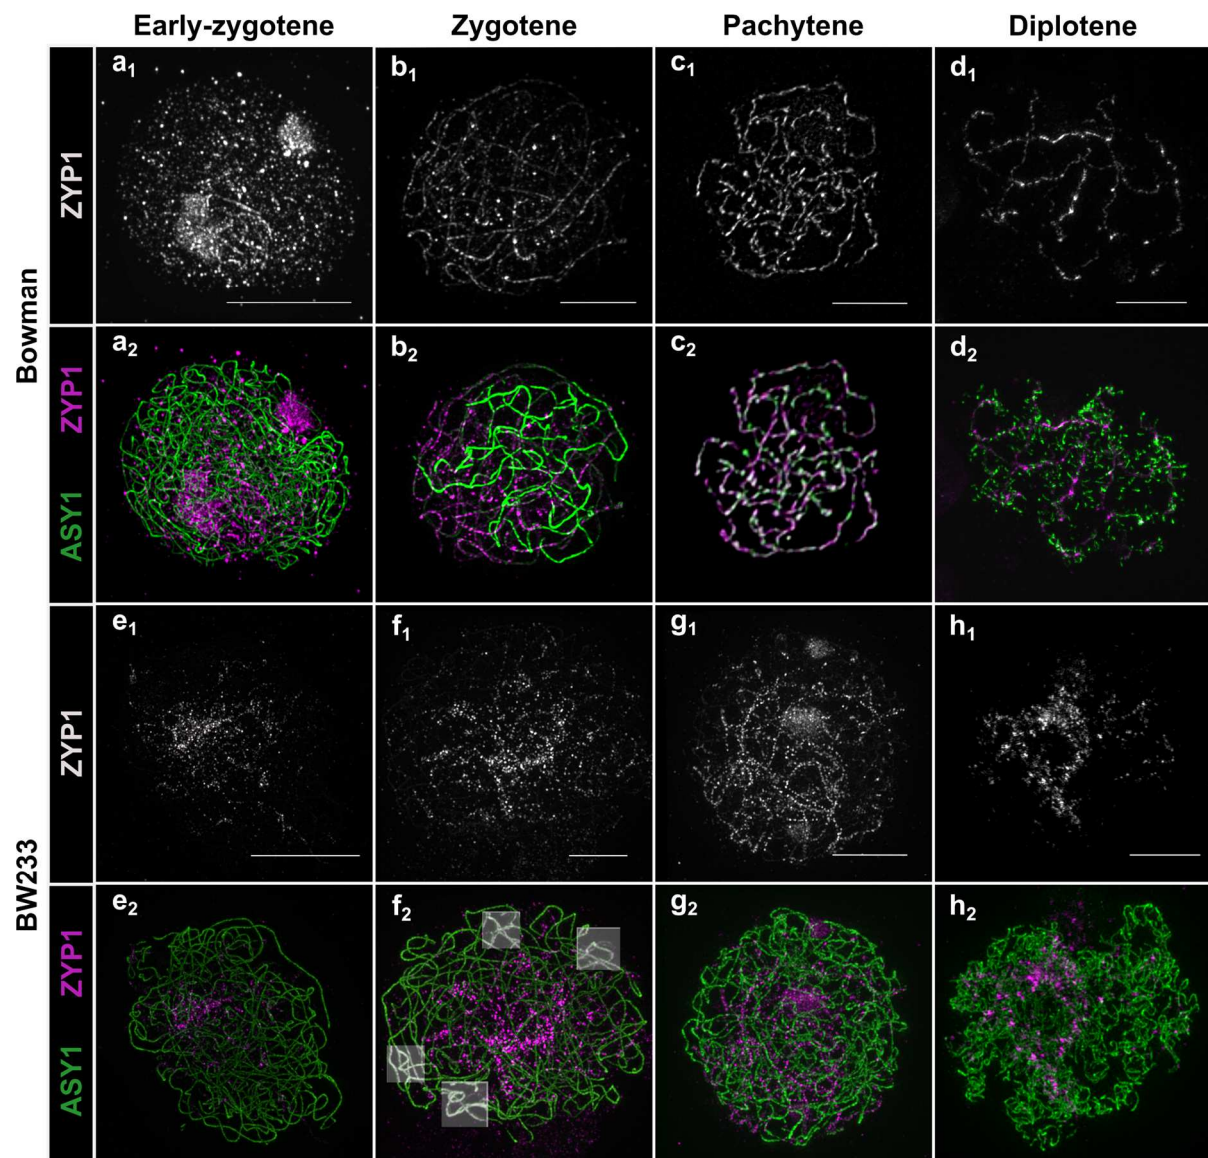 Early-zygotene Zygotene Pachytene Diplotene
Bowman
ZYP1
a1 b1 c1 d1
ASY1 ZYP1
a2 b2 c2 d2
BW233
ZYP1
e1 f1 g1 h1
ASY1 ZYP1
e2 f2 g2 h2